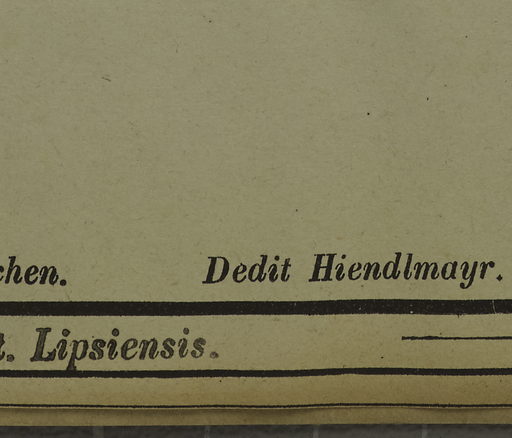 chen. Dedit Hiendlmayr.
t. Lipsiensis.